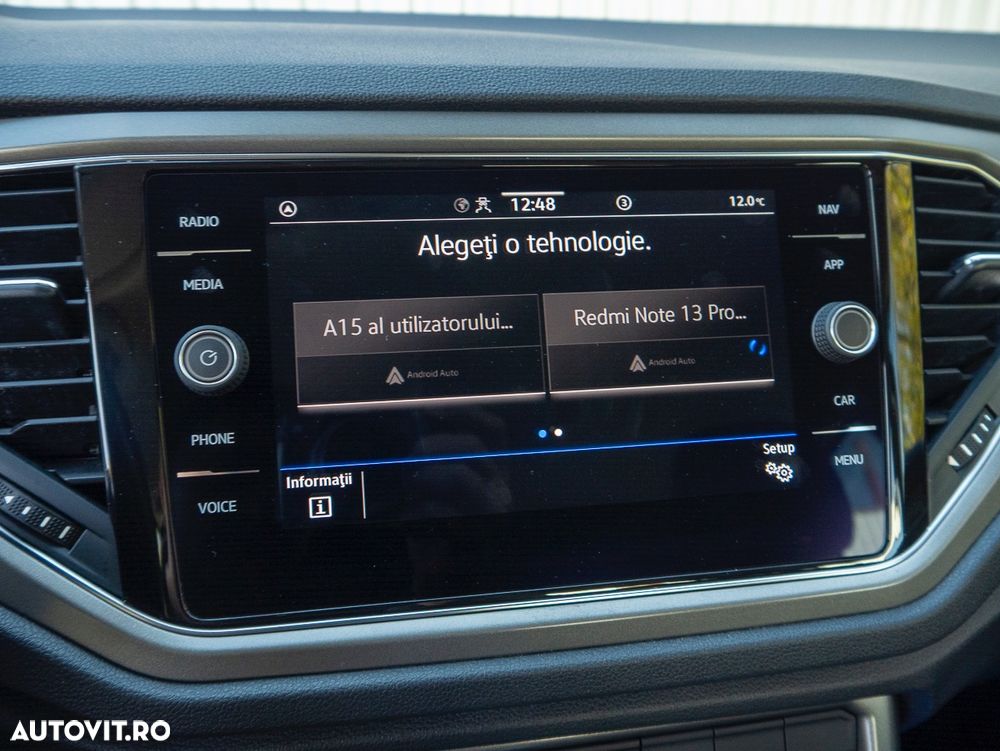 RADIO
MEDIA
PHONE
VOICE
12:48
3
12.0°C
Alegeţi o tehnologie.
A15 al utilizatorului...
Android Auto
Redmi Note 13 Pro...
Android Auto
Informaţii
Setup
NAV
APP
CAR
MENU
AUTOVIT.RO